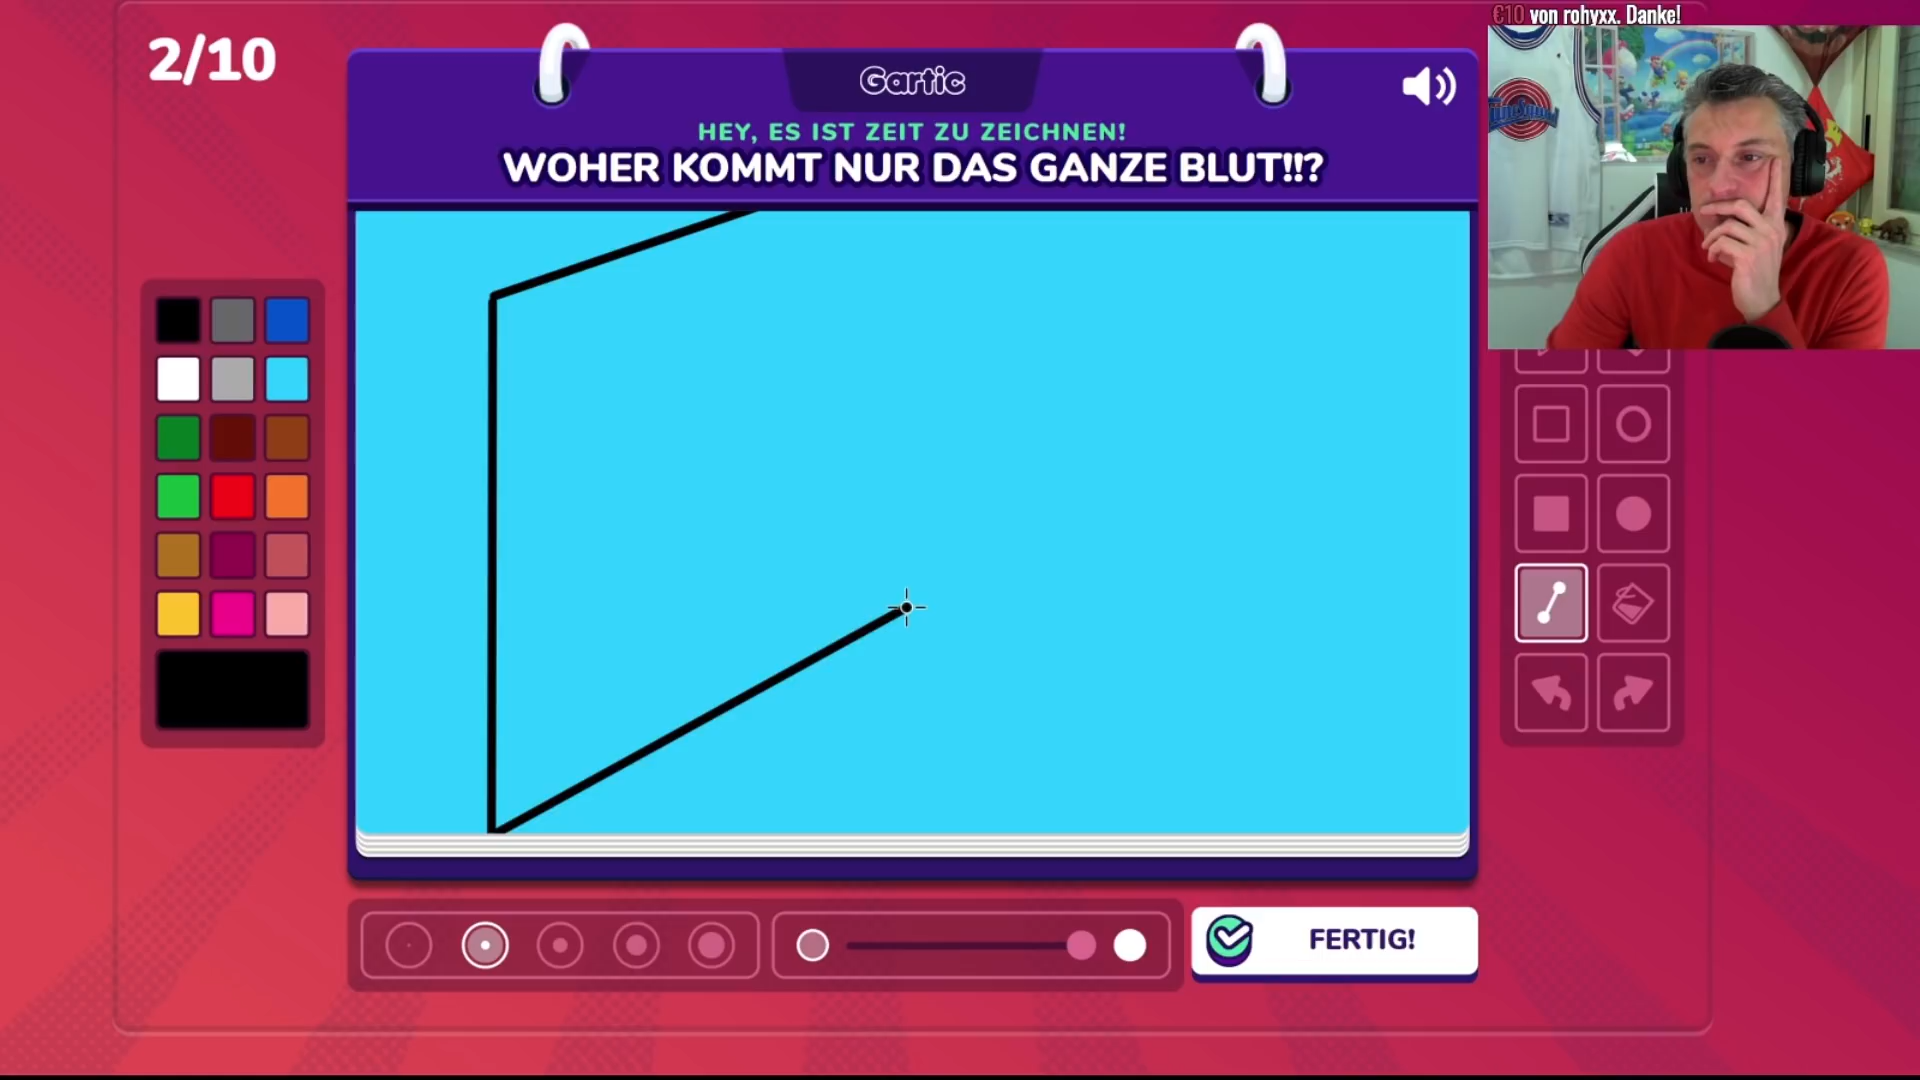 €10 von rohyxx. Danke!
2/10
Gartic
HEY, ES IST ZEIT ZU ZEICHNEN!
WOHER KOMMT NUR DAS GANZE BLUT!!!?
FERTIG!